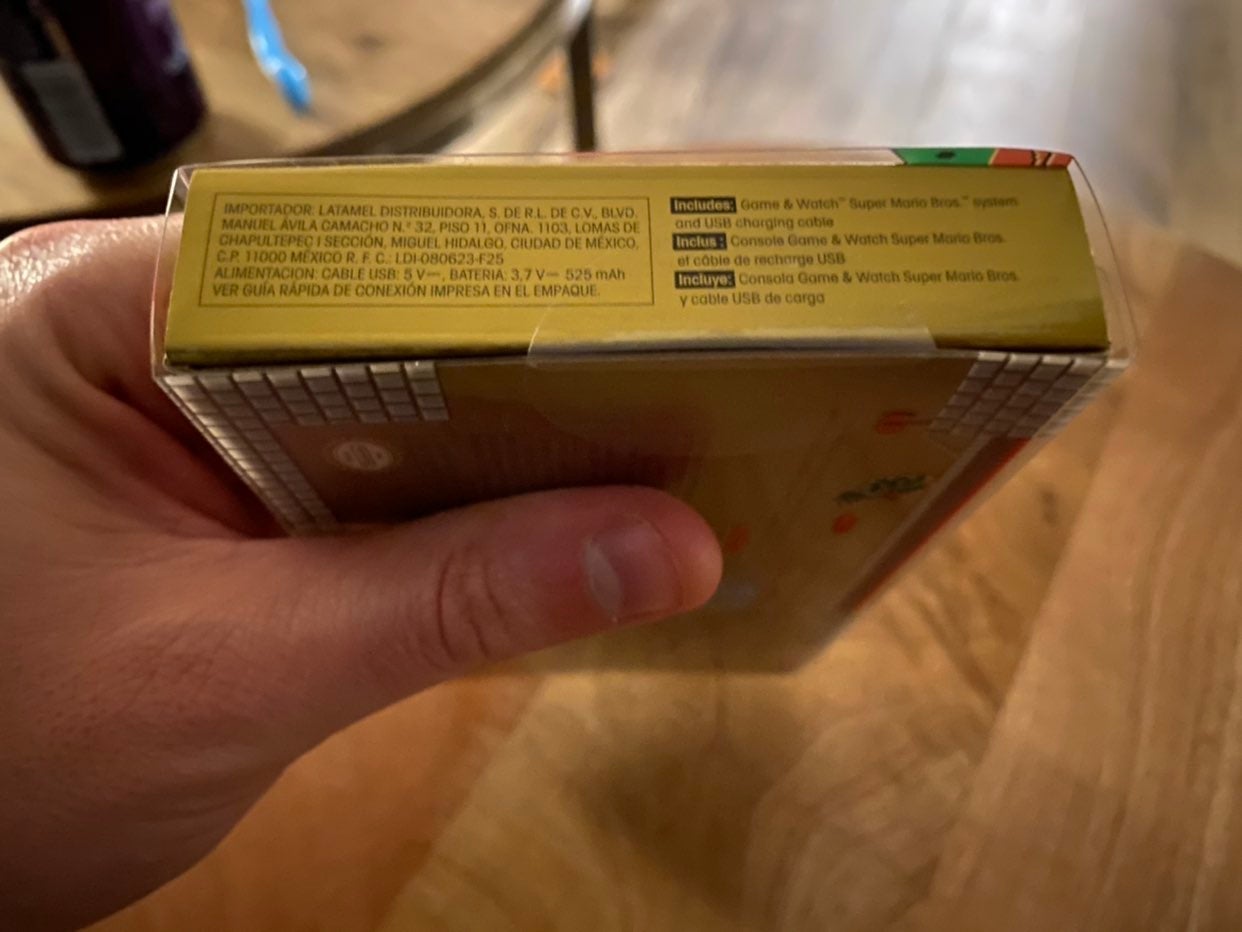 IMPORTADOR: LATAMEL DISTRIBUIDORA, S. DE R.L. DE C.V., BLVD.
MANUEL ÁVILA CAMACHO N.° 32, PISO 11, OFNA. 1103, LOMAS DE
CHAPULTEPEC I SECCIÓN, MIGUEL HIDALGO, CIUDAD DE MÉXICO,
C.P. 11000 MÉXICO R. F. C.: LDI-080623-F25
ALIMENTACIÓN: CABLE USB: 5 V⎓, BATERÍA: 3,7 V⎓ 525 mAh
VER GUÍA RÁPIDA DE CONEXIÓN IMPRESA EN EL EMPAQUE.
Includes: Game & Watch™ Super Mario Bros.™ system
and USB charging cable
Inclus : Console Game & Watch Super Mario Bros.
et câble de recharge USB
Incluye: Consola Game & Watch Super Mario Bros.
y cable USB de carga